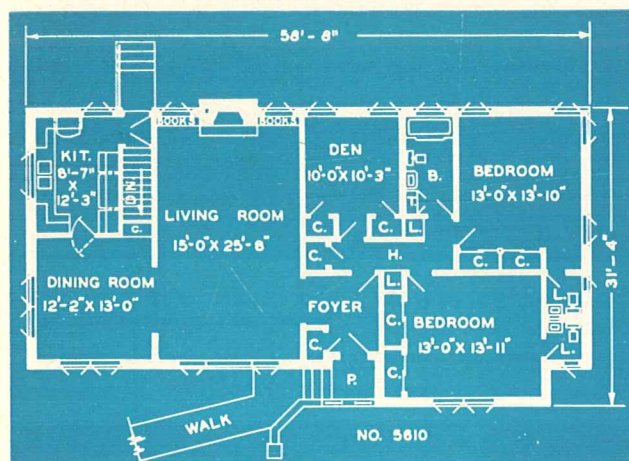 58'-8"
BOOKS
BOOKS
KIT.
8'-7"
X
12'-3"
DN
C.
LIVING ROOM
15'-0" X 25'-8"
DEN
10'-0" X 10'-3"
B.
T.
BEDROOM
13'-0" X 13'-10"
C.
C.
L.
C.
H.
C.
C.
31'-4"
DINING ROOM
12'-2" X 13'-0"
FOYER
L.
C.
BEDROOM
13'-0" X 13'-11"
L.
L.
C.
C.
P.
WALK
NO. 5610